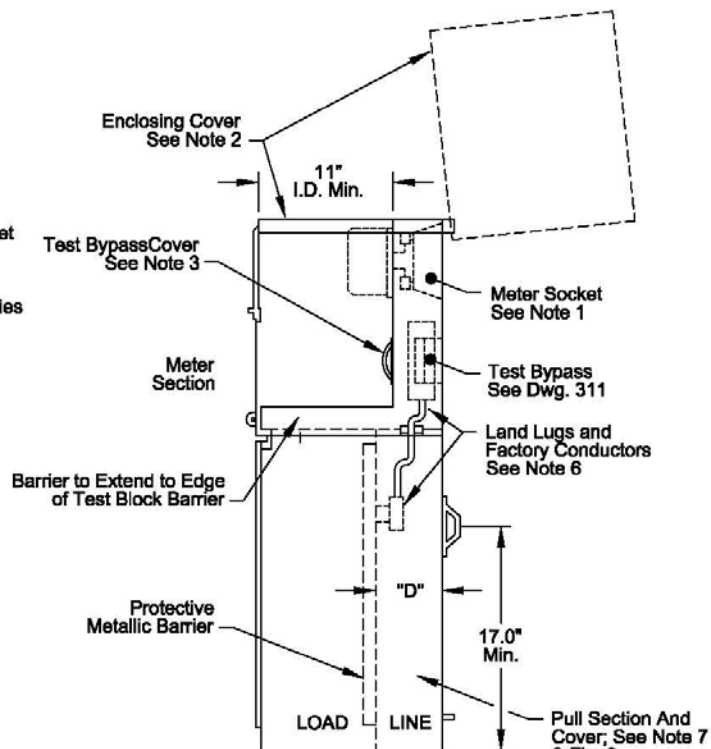 Enclosing Cover
See Note 2
11"
I.D. Min.
et
Test BypassCover
See Note 3
ies
Meter Socket
See Note 1
Meter
Section
Test Bypass
See Dwg. 311
Land Lugs and
Factory Conductors
See Note 6
Barrier to Extend to Edge
of Test Block Barrier
"D"
Protective
Metallic Barrier
17.0"
Min.
LOAD
LINE
Pull Section And
Cover; See Note 7